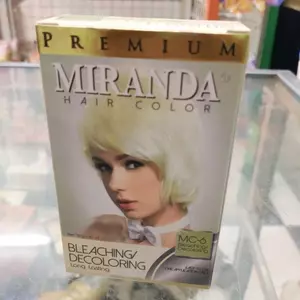 PREMIUM
MIRANDA
HAIR COLOR
MC-6
BLEACHING/
DECOLORING
Long Lasting